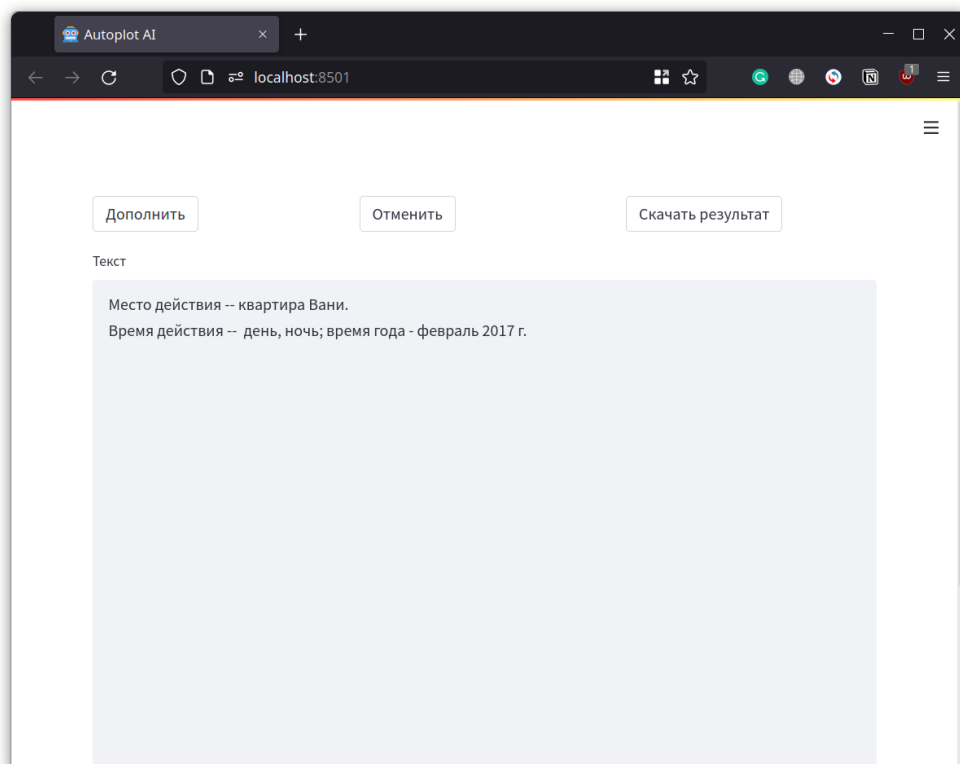 Autoplot AI
localhost:8501
1
Дополнить
Отменить
Скачать результат
Текст
Место действия -- квартира Вани.
Время действия --  день, ночь; время года - февраль 2017 г.